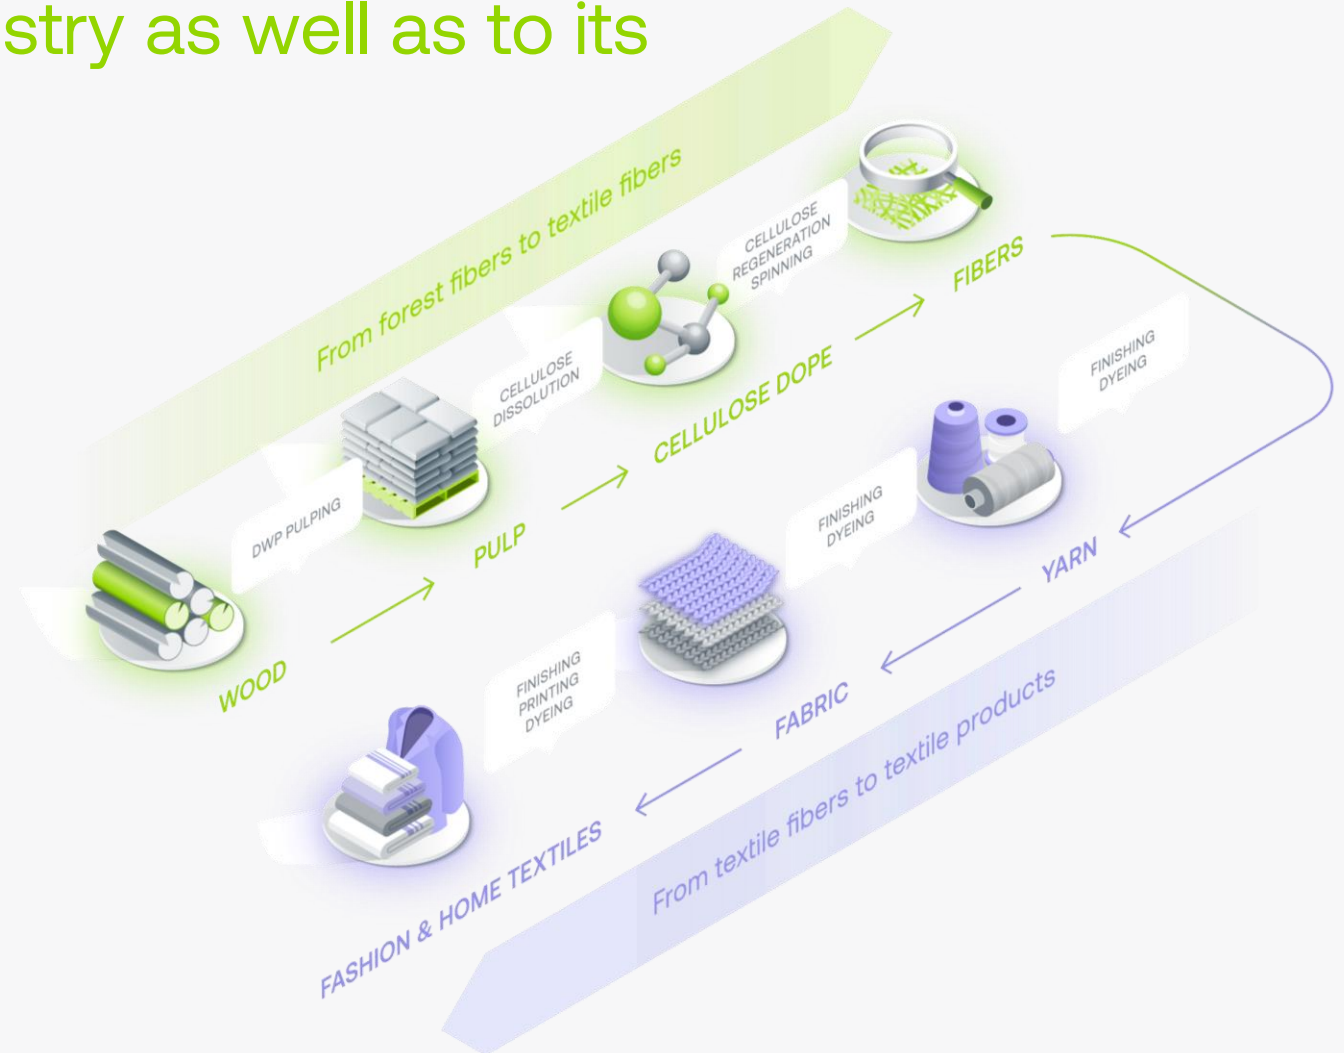 stry as well as to its
From forest fibers to textile fibers
WOOD
DWP PULPING
PULP
CELLULOSE
DISSOLUTION
CELLULOSE DOPE
CELLULOSE
REGENERATION
SPINNING
FIBERS
FINISHING
DYEING
YARN
FINISHING
DYEING
FABRIC
FINISHING
PRINTING
DYEING
FASHION & HOME TEXTILES
From textile fibers to textile products